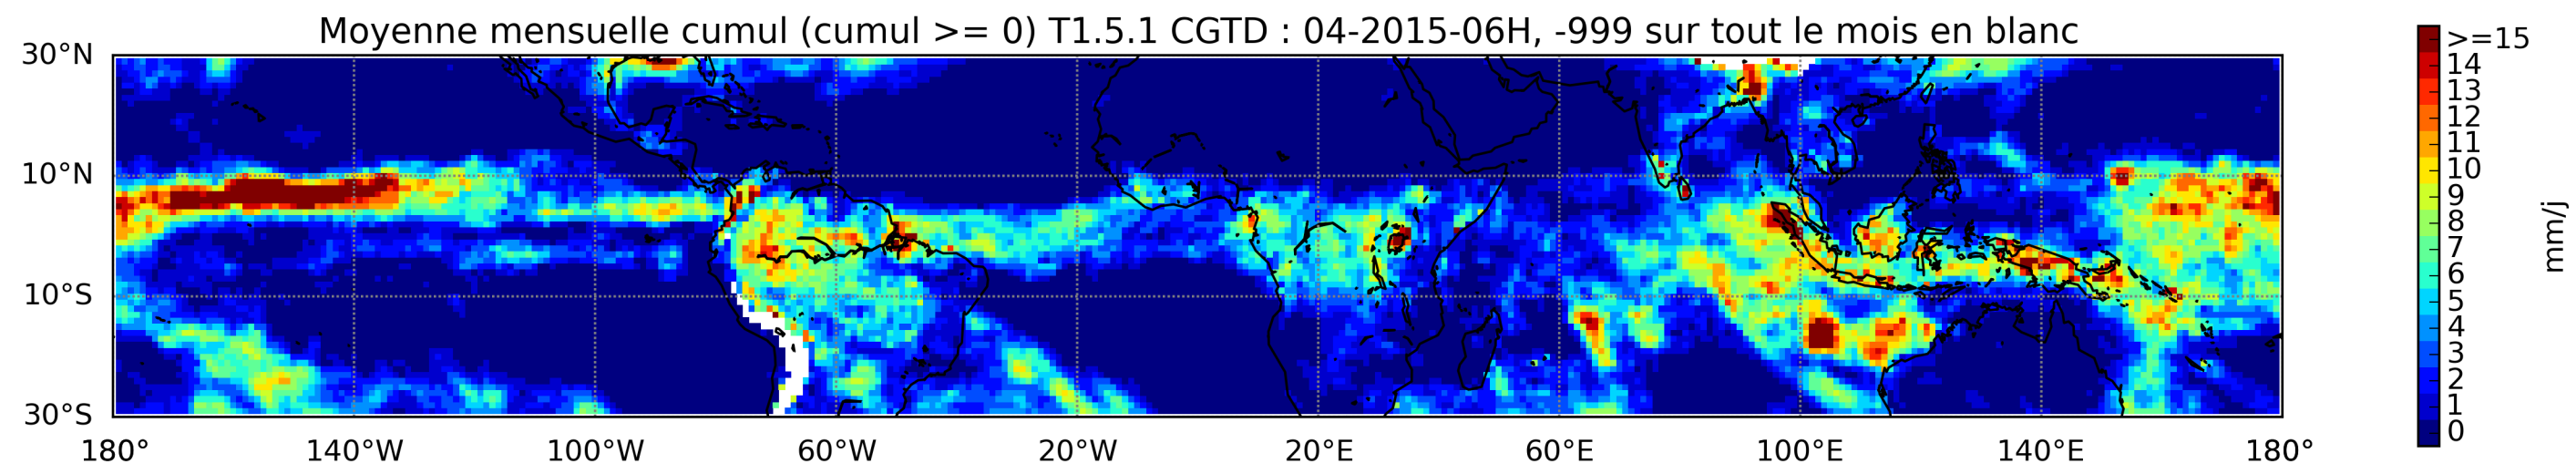 Moyenne mensuelle cumul (cumul >= 0) T1.5.1 CGTD : 04-2015-06H, -999 sur tout le mois en blanc
30°N
10°N
10°S
30°S
180° 140°W 100°W 60°W 20°W 20°E 60°E 100°E 140°E 180°
>=15
14
13
12
11
10
9
8
7
6
5
4
3
2
1
0
mm/j